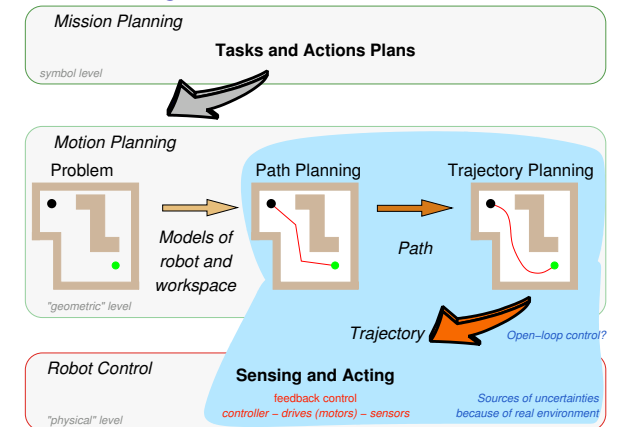 Mission Planning
Tasks and Actions Plans
symbol level
Motion Planning
Problem
Path Planning
Trajectory Planning
Models of
robot and
workspace
Path
"geometric" level
Trajectory
Open−loop control?
Robot Control
Sensing and Acting
feedback control
controller − drives (motors) − sensors
Sources of uncertainties
because of real environment
"physical" level